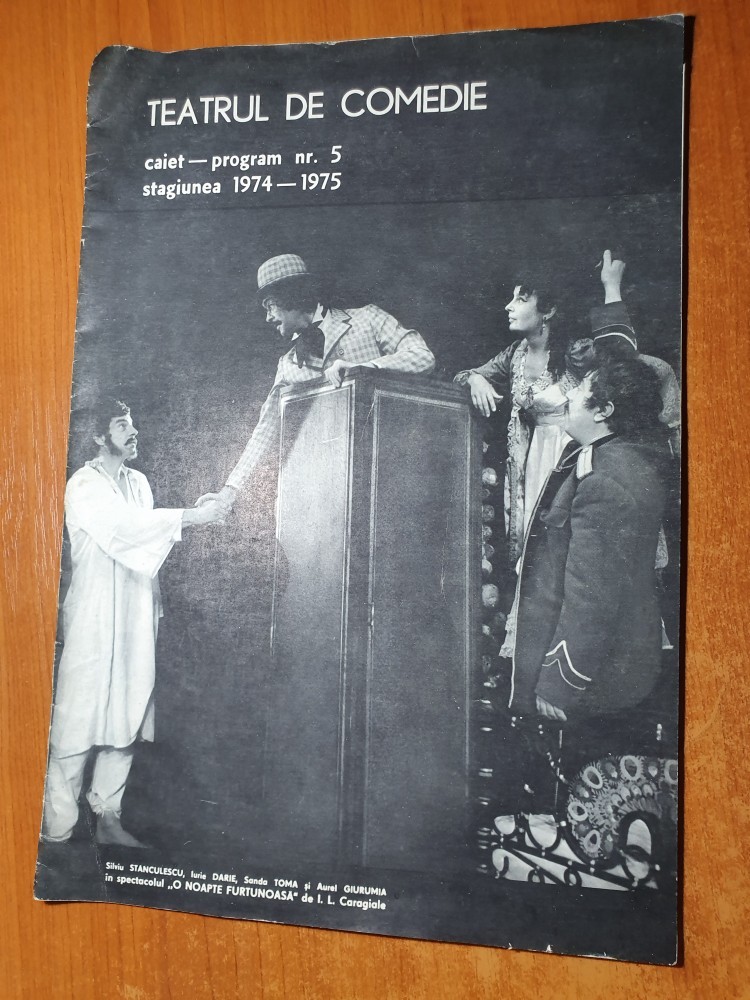 TEATRUL DE COMEDIE
caiet — program nr. 5
stagiunea 1974 — 1975
Silviu STANCULESCU, Iurie DARIE, Sanda TOMA și Aurel GIURUMIA
în spectacolul „O NOAPTE FURTUNOASĂ" de I. L. Caragiale